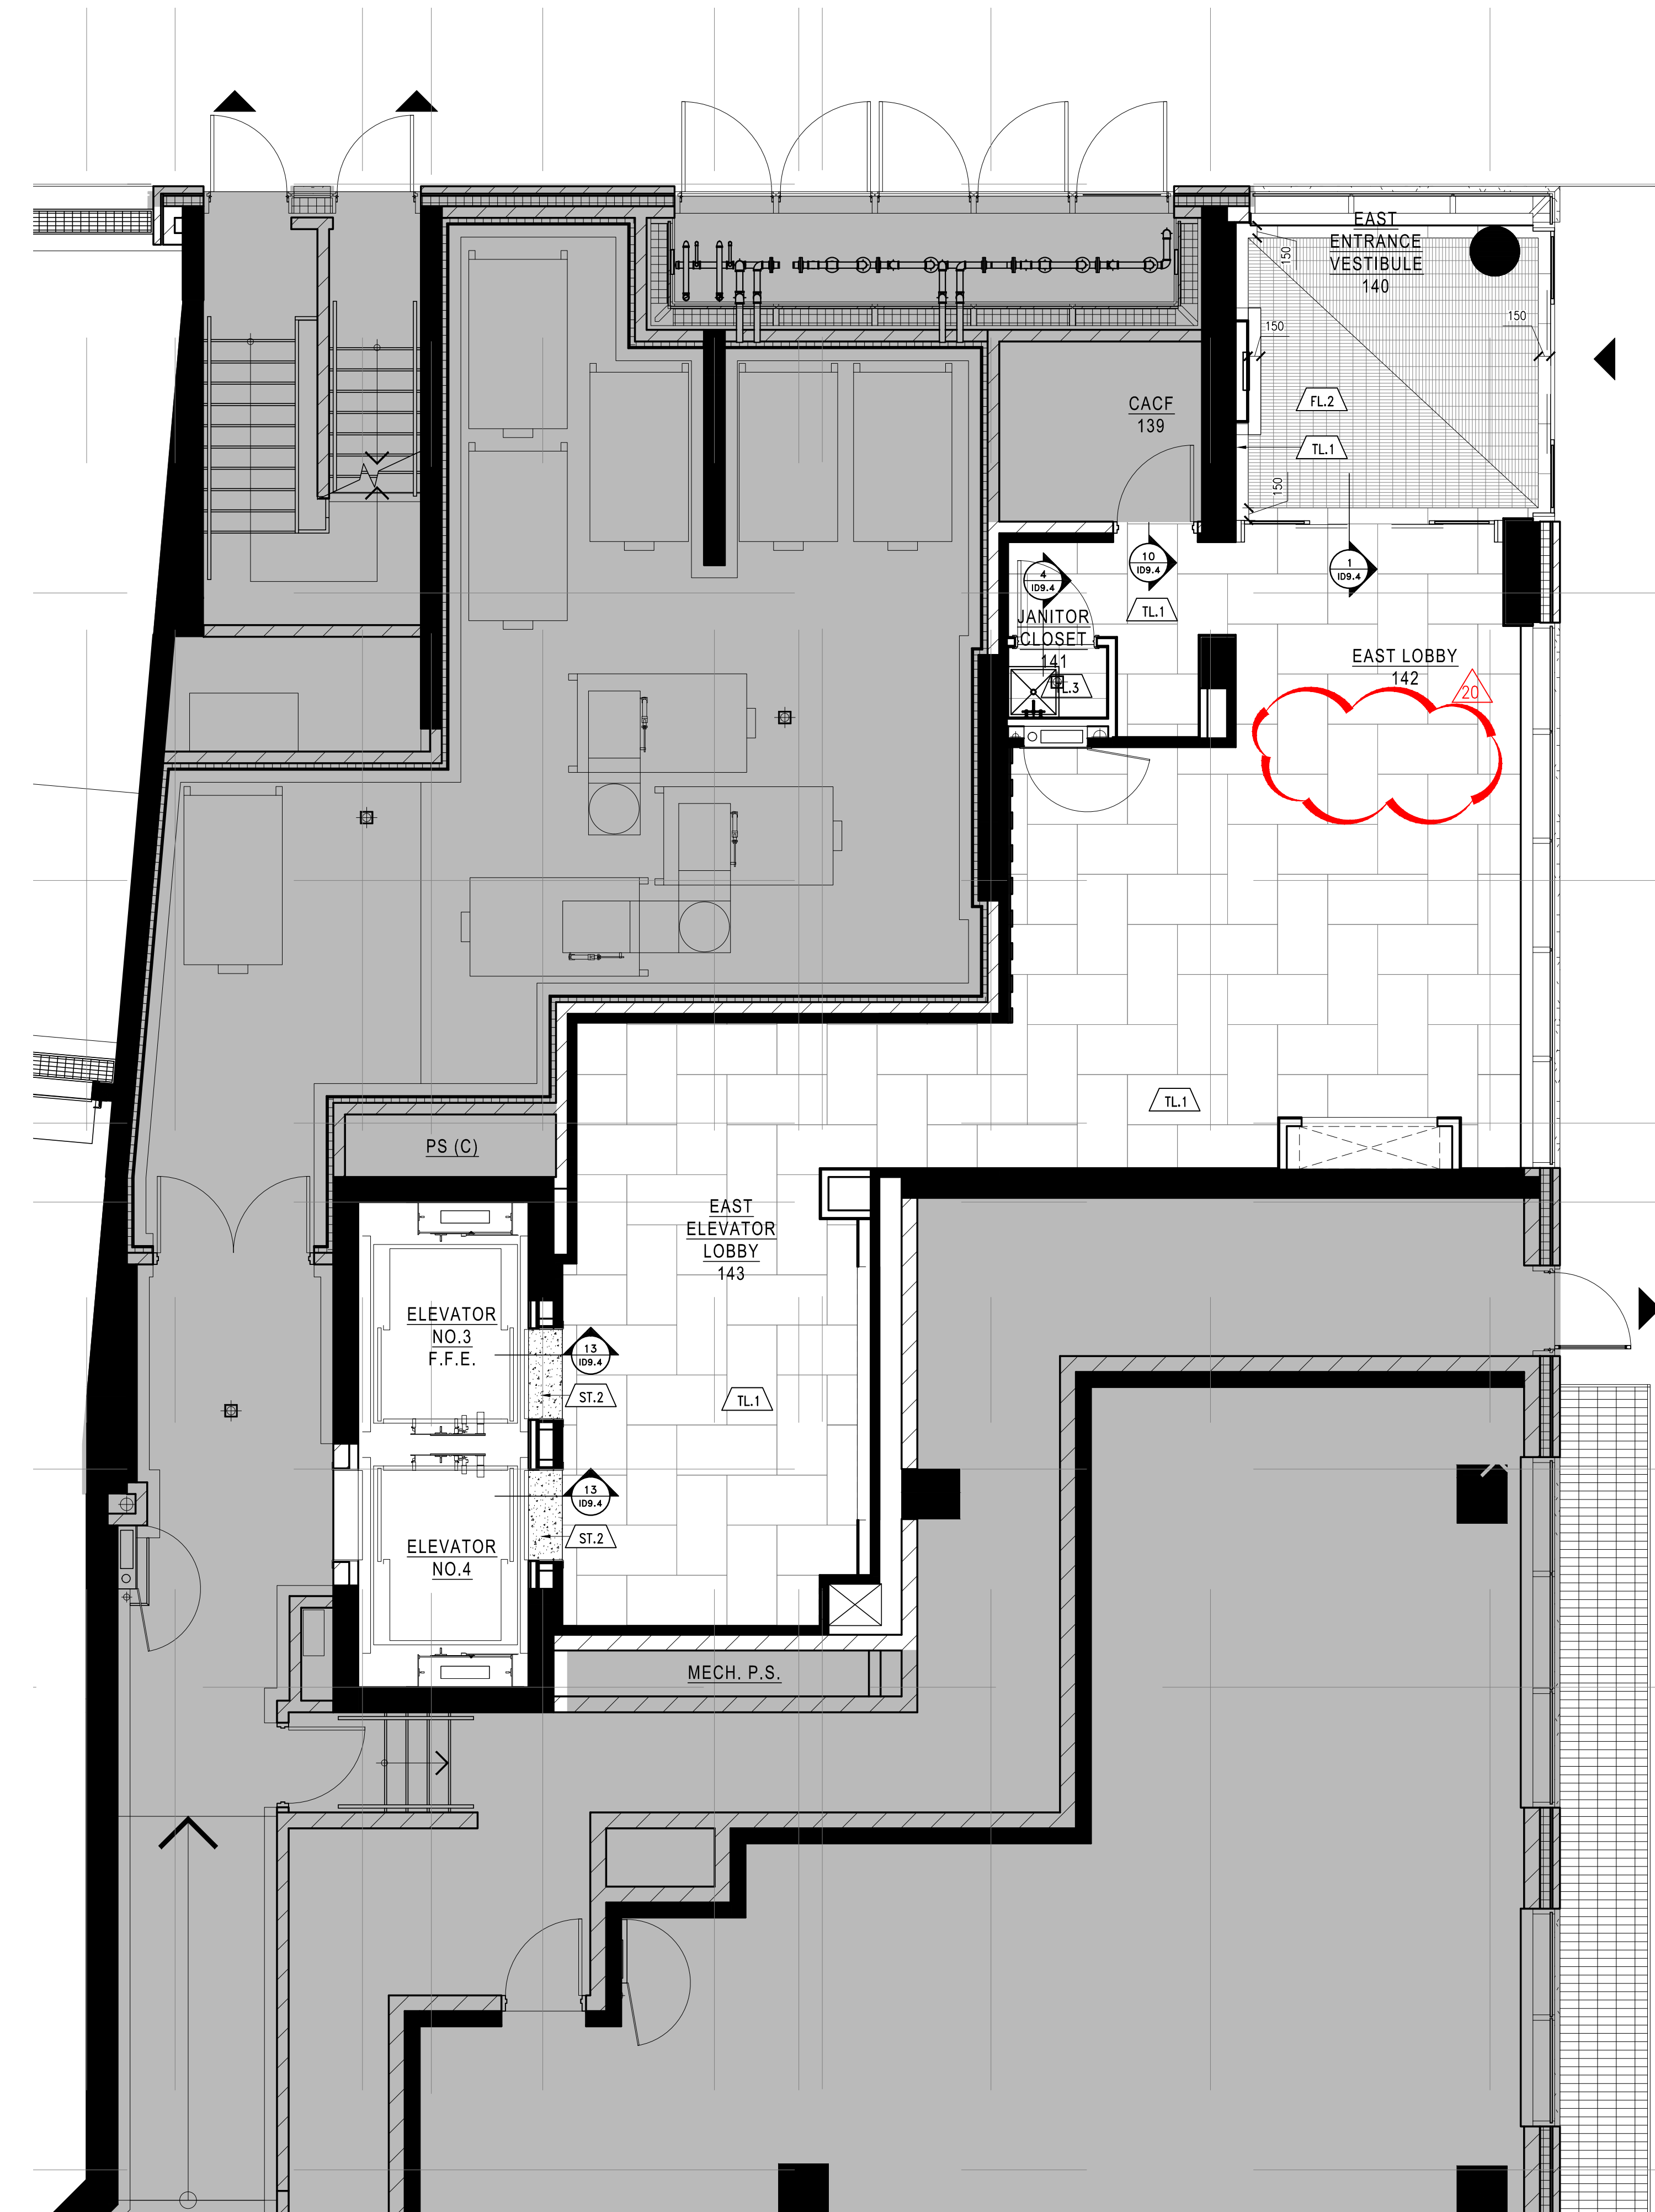 EAST
ENTRANCE
VESTIBULE
140
150
150
150
150
FL.2
TL.1
CACF
139
4
ID9.4
10
ID9.4
1
ID9.4
TL.1
JANITOR
CLOSET
141
EAST LOBBY
142
20
TL.1
PS (C)
EAST
ELEVATOR
LOBBY
143
ELEVATOR
NO.3
F.F.E.
13
ID9.4
ST.2
TL.1
13
ID9.4
ST.2
ELEVATOR
NO.4
MECH. P.S.